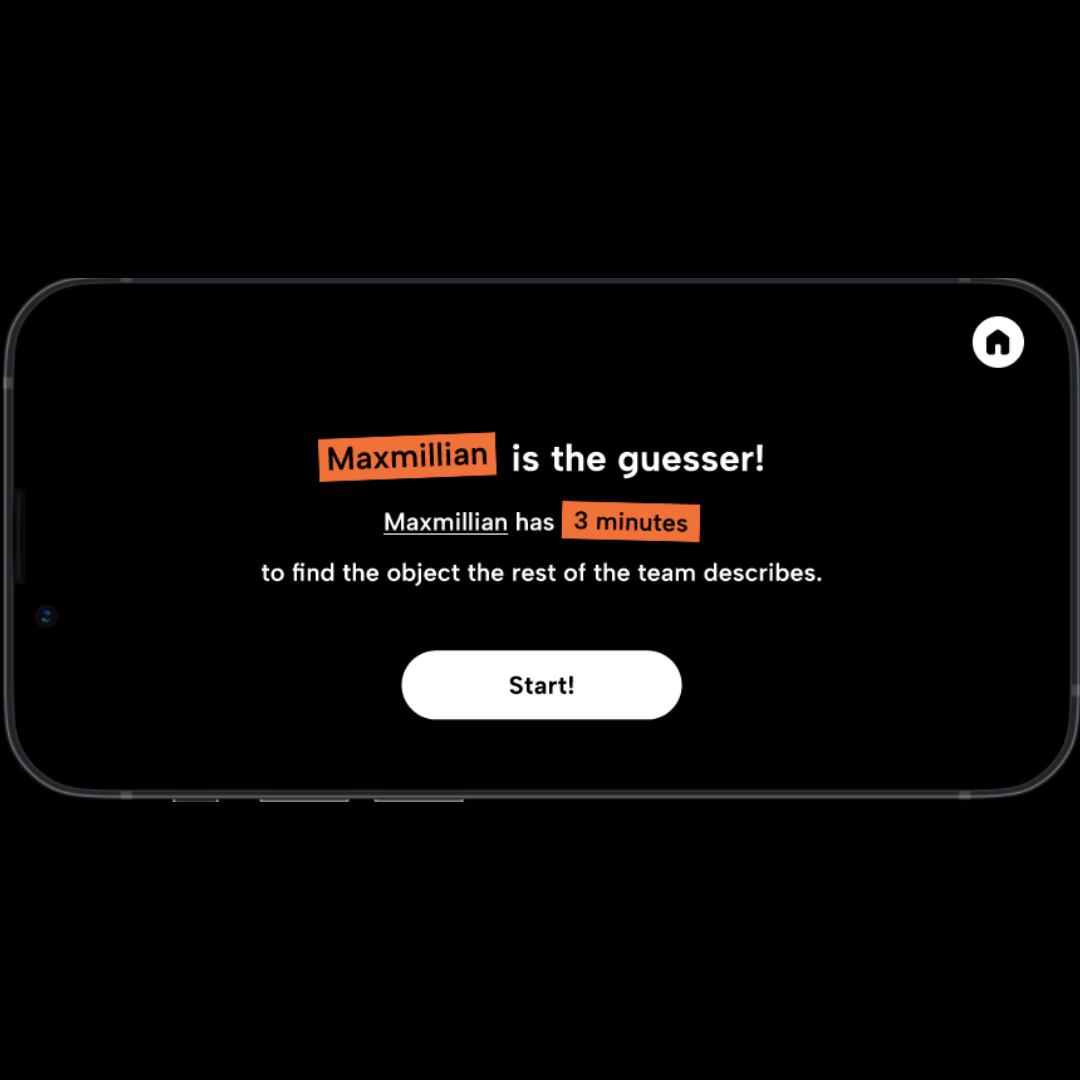 Maxmillian is the guesser!
Maxmillian has 3 minutes
to find the object the rest of the team describes.
Start!